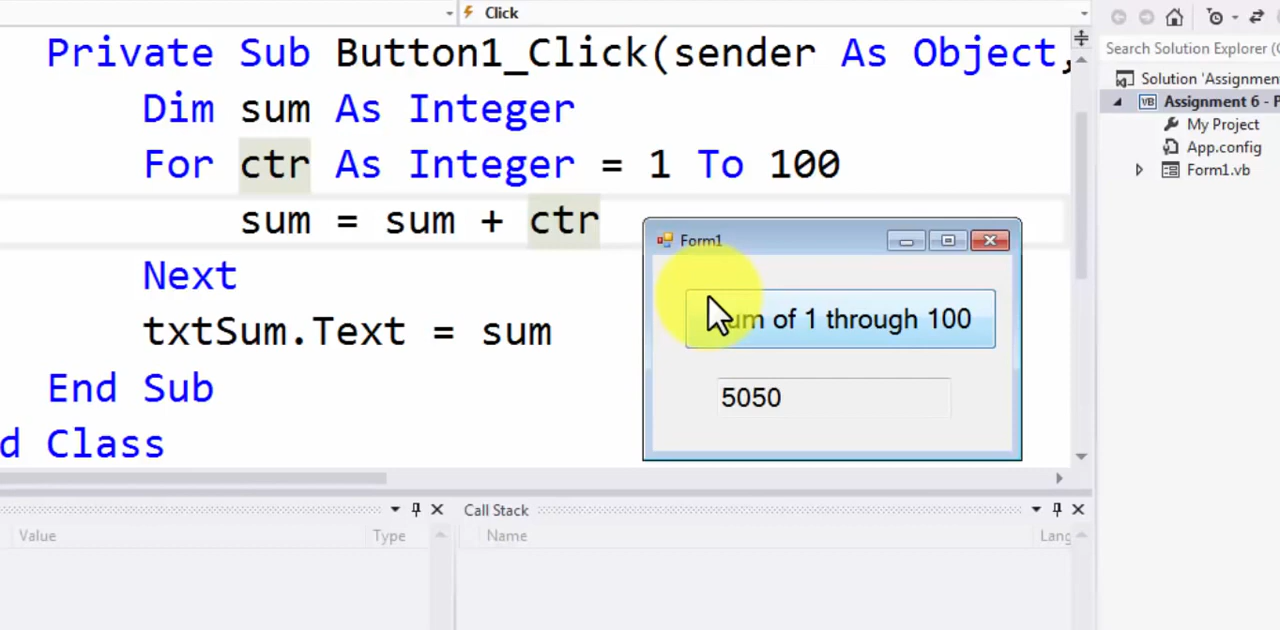 Click
Private Sub Button1_Click(sender As Object,
Dim sum As Integer
For ctr As Integer = 1 To 100
sum = sum + ctr
Next
txtSum.Text = sum
End Sub
d Class
Form1
um of 1 through 100
5050
Search Solution Explorer (C
Solution 'Assignmen
Assignment 6 - P
VB
My Project
App.config
Form1.vb
Value
Type
Call Stack
Name
Lang